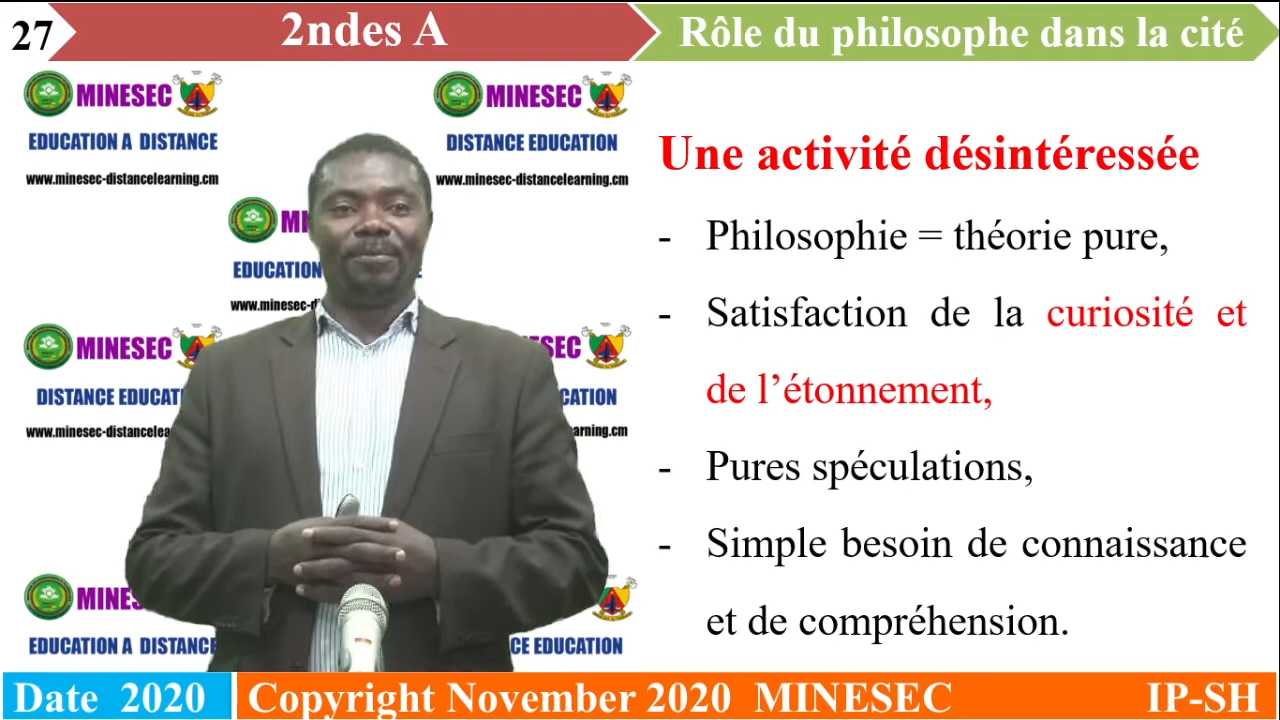 27
2ndes A
Rôle du philosophe dans la cité
MINESEC
EDUCATION A DISTANCE
www.minesec-distancelearning.cm
MINESEC
DISTANCE EDUCATION
www.minesec-distancelearning.cm
EDUCATION
MINESEC
DISTANCE
MINESEC
EDUCATION A DISTANCE
EDUCATION
Une activité désintéressée
- Philosophie = théorie pure,
- Satisfaction de la curiosité et
de l’étonnement,
- Pures spéculations,
- Simple besoin de connaissance
et de compréhension.
Date 2020
Copyright November 2020 MINESEC
IP-SH